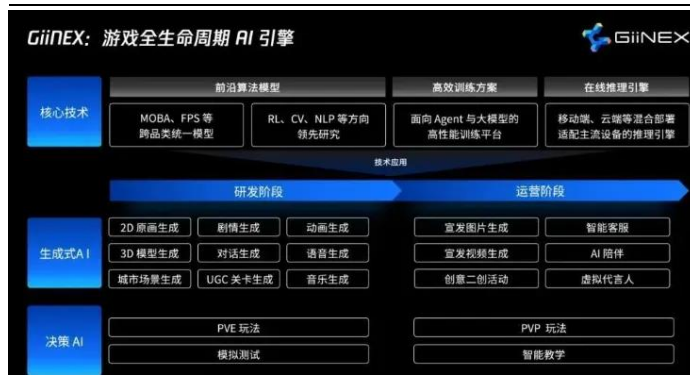 GiiNEX：游戏全生命周期 AI 引擎
GiiNEX
核心技术
前沿算法模型
高效训练方案
在线推理引擎
MOBA、FPS 等
跨品类统一模型
RL、CV、NLP 等方向
领先研究
面向 Agent 与大模型的
高性能训练平台
移动端、云端等混合部署
适配主流设备的推理引擎
技术应用
研发阶段
运营阶段
生成式AI
2D 原画生成
剧情生成
动画生成
宣发图片生成
智能客服
3D 模型生成
对话生成
语音生成
宣发视频生成
AI 陪伴
城市场景生成
UGC 关卡生成
音乐生成
创意二创活动
虚拟代言人
决策 AI
PVE 玩法
PVP 玩法
模拟测试
智能教学